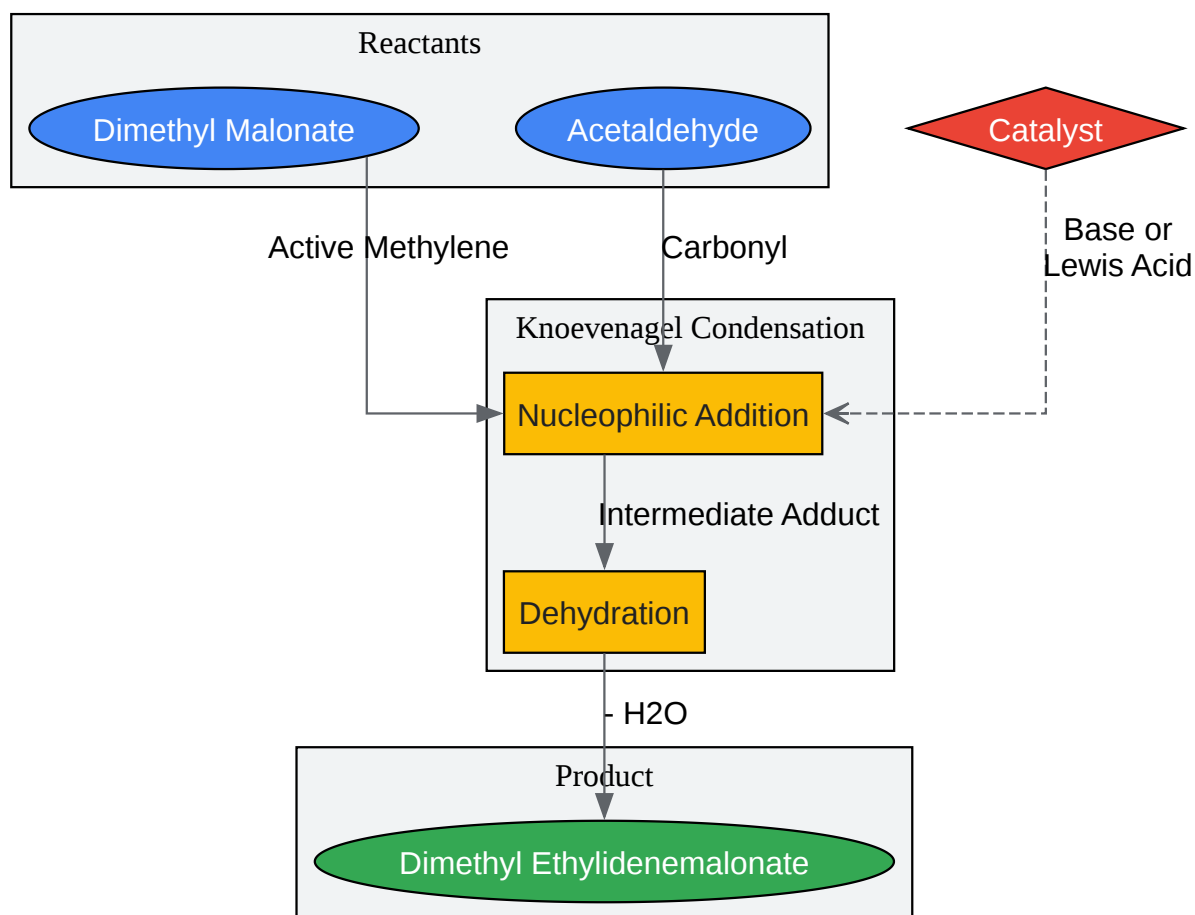 Reactants
Dimethyl Malonate
Acetaldehyde
Catalyst
Active Methylene
Carbonyl
Base or
Lewis Acid
Knoevenagel Condensation
Nucleophilic Addition
Intermediate Adduct
Dehydration
- H2O
Product
Dimethyl Ethylidenemalonate